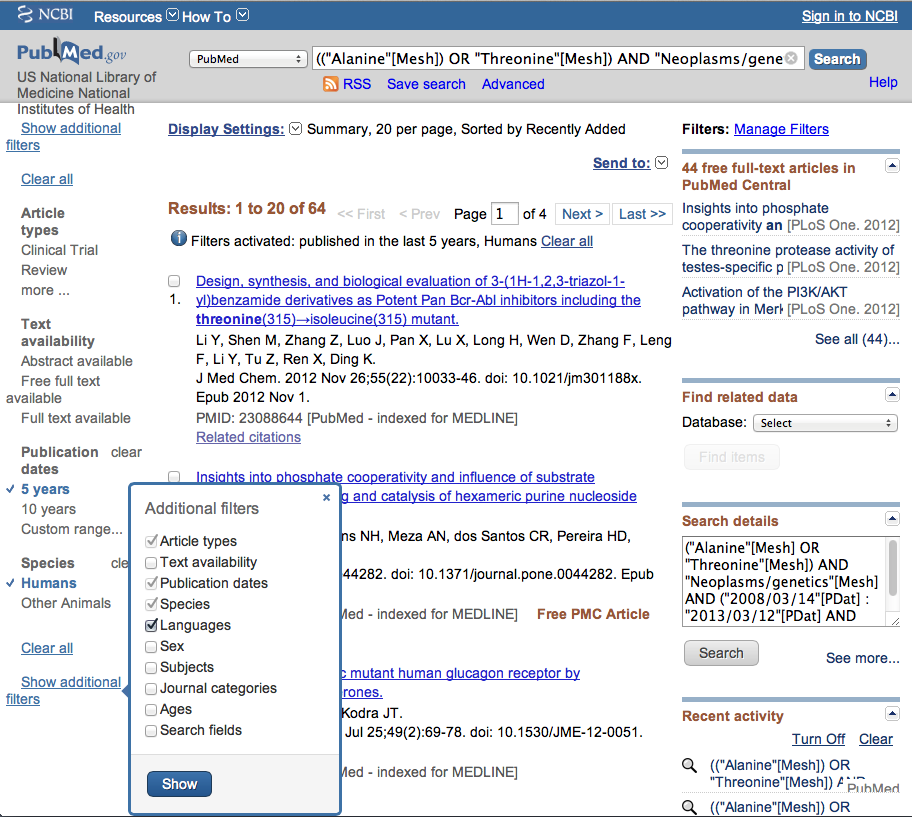 NCBI Resources How To Sign in to NCBI
PubMed.gov
US National Library of
Medicine National
Institutes of Health
PubMed
(("Alanine"[Mesh]) OR "Threonine"[Mesh]) AND "Neoplasms/gene
Search
RSS Save search Advanced
Help
Show additional
filters
Clear all
Article
types
Clinical Trial
Review
more ...
Text
availability
Abstract available
Free full text
available
Full text available
Publication clear
dates
5 years
10 years
Custom range...
Species cle
Humans
Other Animals
Clear all
Show additional
filters
Display Settings: Summary, 20 per page, Sorted by Recently Added
Send to:
Results: 1 to 20 of 64 << First < Prev Page 1 of 4 Next > Last >>
Filters activated: published in the last 5 years, Humans Clear all
Design, synthesis, and biological evaluation of 3-(1H-1,2,3-triazol-1-
1. yl)benzamide derivatives as Potent Pan Bcr-Abl inhibitors including the
threonine(315)→isoleucine(315) mutant.
Li Y, Shen M, Zhang Z, Luo J, Pan X, Lu X, Long H, Wen D, Zhang F, Leng
F, Li Y, Tu Z, Ren X, Ding K.
J Med Chem. 2012 Nov 26;55(22):10033-46. doi: 10.1021/jm301188x.
Epub 2012 Nov 1.
PMID: 23088644 [PubMed - indexed for MEDLINE]
Related citations
Insights into phosphate cooperativity and influence of substrate
g and catalysis of hexameric purine nucleoside
ns NH, Meza AN, dos Santos CR, Pereira HD,
44282. doi: 10.1371/journal.pone.0044282. Epub
Med - indexed for MEDLINE] Free PMC Article
c mutant human glucagon receptor by
rones.
Kodra JT.
Jul 25;49(2):69-78. doi: 10.1530/JME-12-0051.
Med - indexed for MEDLINE]
Additional filters ×
Article types
Text availability
Publication dates
Species
Languages
Sex
Subjects
Journal categories
Ages
Search fields
Show
Filters: Manage Filters
44 free full-text articles in
PubMed Central
Insights into phosphate
cooperativity an [PLoS One. 2012]
The threonine protease activity of
testes-specific p [PLoS One. 2012]
Activation of the PI3K/AKT
pathway in Merk [PLoS One. 2012]
See all (44)...
Find related data
Database: Select
Find items
Search details
("Alanine"[Mesh] OR
"Threonine"[Mesh]) AND
"Neoplasms/genetics"[Mesh]
AND ("2008/03/14"[PDat] :
"2013/03/12"[PDat] AND
Search
See more...
Recent activity
Turn Off Clear
(("Alanine"[Mesh]) OR
"Threonine"[Mesh])
PubMed
(("Alanine"[Mesh]) OR